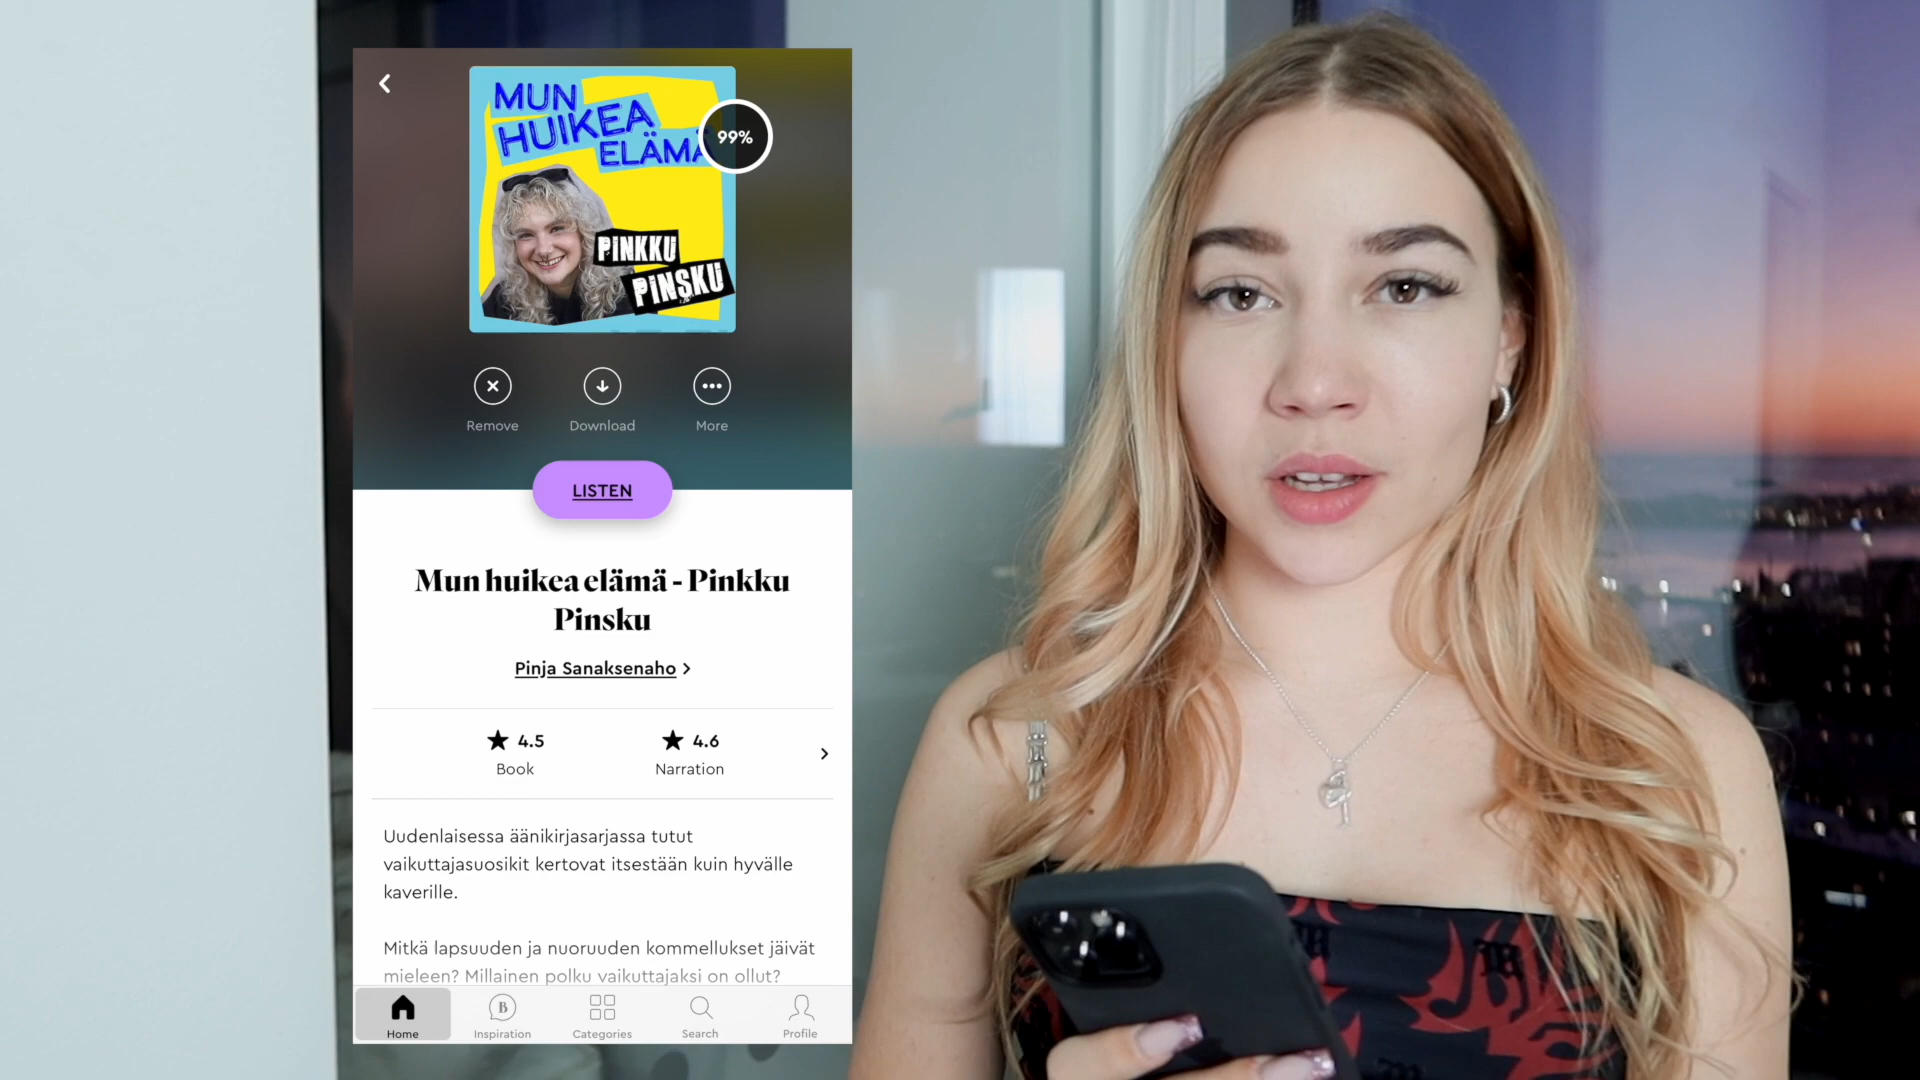 MUN
HUIKEA
ELÄMÄ
99%
PINKKU
PINSKU
Remove
Download
More
LISTEN
Mun huikea elämä - Pinkku
Pinsku
Pinja Sanaksenaho
4.5
4.6
Book
Narration
Uudenlaisessa äänikirjasarjassa tutut
vaikuttajasuosikit kertovat itsestään kuin hyvälle
kaverille.
Mitkä lapsuuden ja nuoruuden kommellukset jäivät
mieleen? Millainen polku vaikuttajaksi on ollut?
B
Home
Inspiration
Categories
Search
Profile